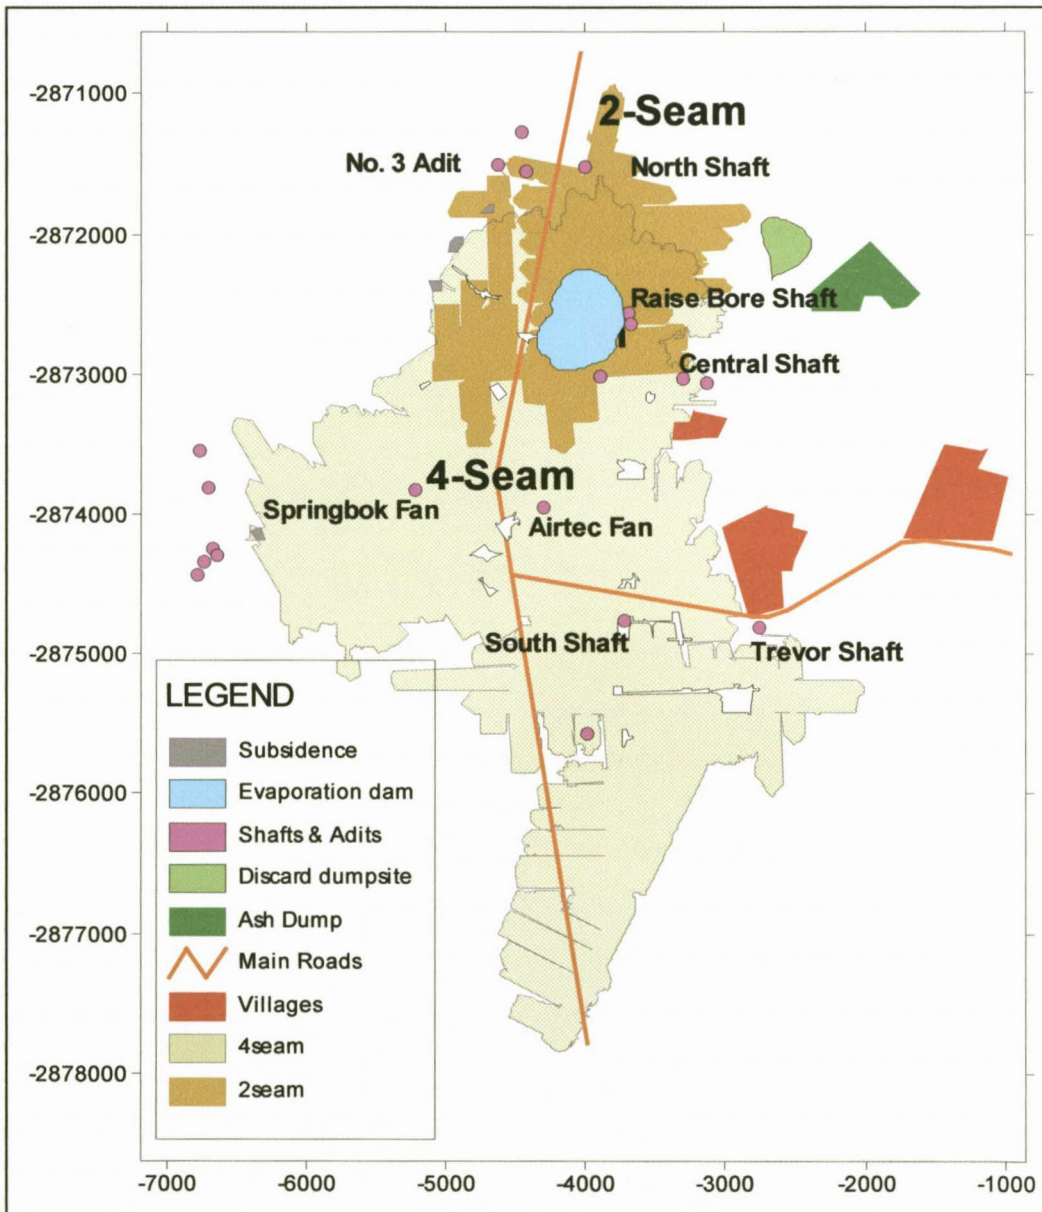 -2871000
2-Seam
No. 3 Adit
North Shaft
-2872000
Raise Bore Shaft
-2873000
Central Shaft
4-Seam
Springbok Fan
-2874000
Airtec Fan
South Shaft
-2875000
Trevor Shaft
LEGEND
Subsidence
Evaporation dam
-2876000
Shafts & Adits
Discard dumpsite
Ash Dump
-2877000
Main Roads
Villages
4seam
-2878000
2seam
-7000 -6000 -5000 -4000 -3000 -2000 -1000